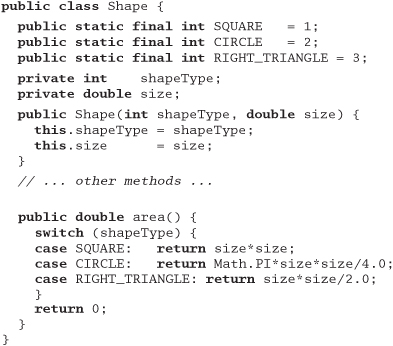 public class Shape {
public static final int SQUARE   = 1;
public static final int CIRCLE   = 2;
public static final int RIGHT_TRIANGLE = 3;
private int    shapeType;
private double size;
public Shape(int shapeType, double size) {
this.shapeType = shapeType;
this.size      = size;
}
// ... other methods ...
public double area() {
switch (shapeType) {
case SQUARE:   return size*size;
case CIRCLE:   return Math.PI*size*size/4.0;
case RIGHT_TRIANGLE: return size*size/2.0;
}
return 0;
}
}